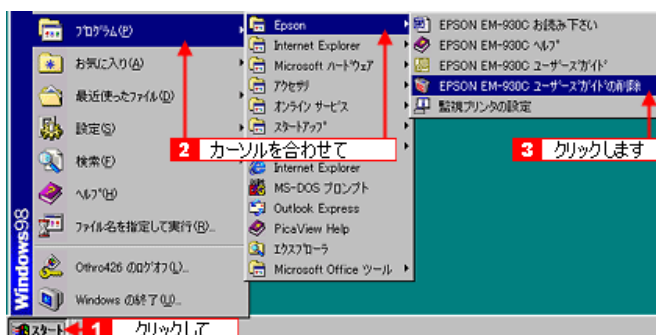 プログラム(P)
お気に入り(A)
最近使ったファイル(D)
設定(S)
検索(F)
ヘルプ(H)
ファイル名を指定して実行(R)...
Othro426 のログオフ(L)...
Windows の終了(U)...
Windows98
スタート
1 クリックして
Epson
Internet Explorer
Microsoft ハードウェア
アクセサリ
オンライン サービス
スタートアップ
2 カーソルを合わせて
Internet Explorer
MS-DOS プロンプト
Outlook Express
PicaView Help
エクスプローラ
Microsoft Office ツール
EPSON EM-930C お読み下さい
EPSON EM-930C ヘルプ
EPSON EM-930C ユーザーズガイド
EPSON EM-930C ユーザーズガイドの削除
監視プリンタの設定
3 クリックします